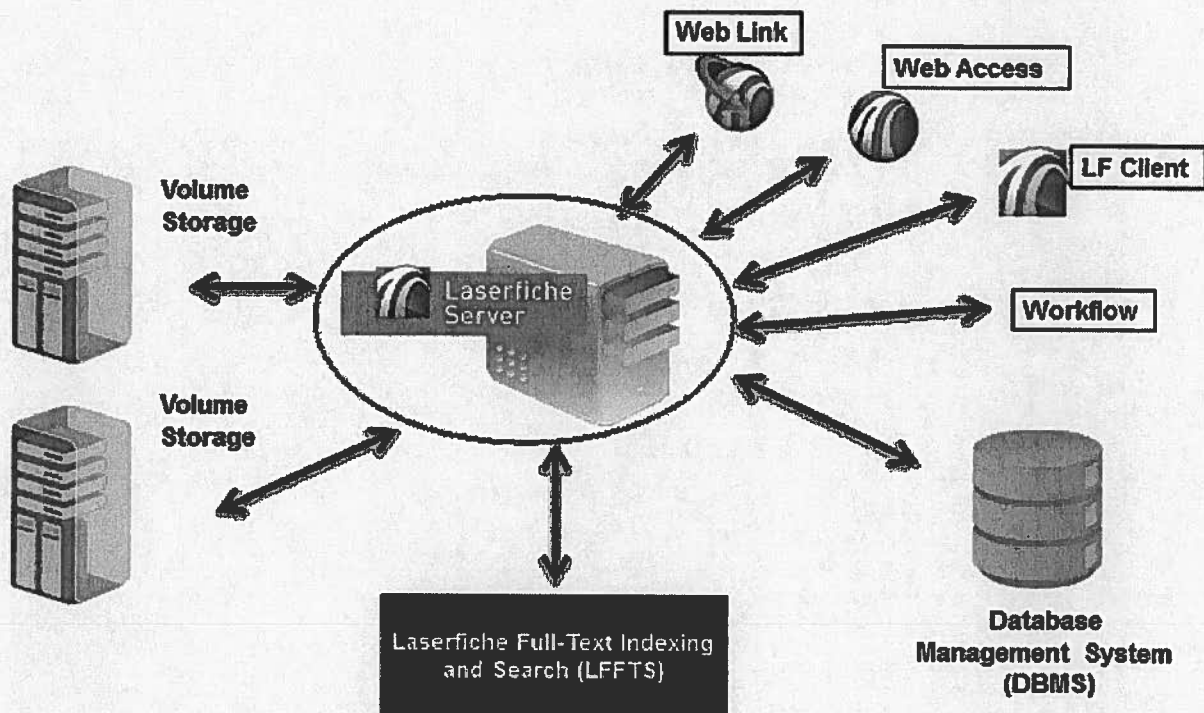 Web Link
Web Access
LF Client
Volume
Storage
Laserfiche
Server
Workflow
Volume
Storage
Laserfiche Full-Text Indexing
and Search (LFFTS)
Database
Management System
(DBMS)